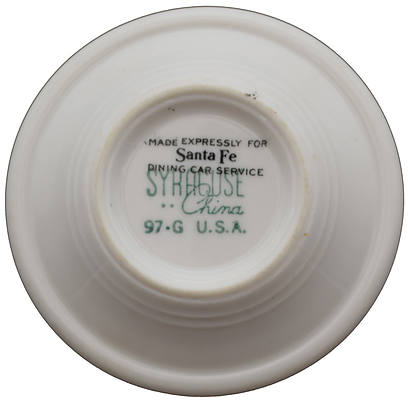 MADE EXPRESSLY FOR
Santa Fe
DINING CAR SERVICE
SYRACUSE
China
97-G U.S.A.